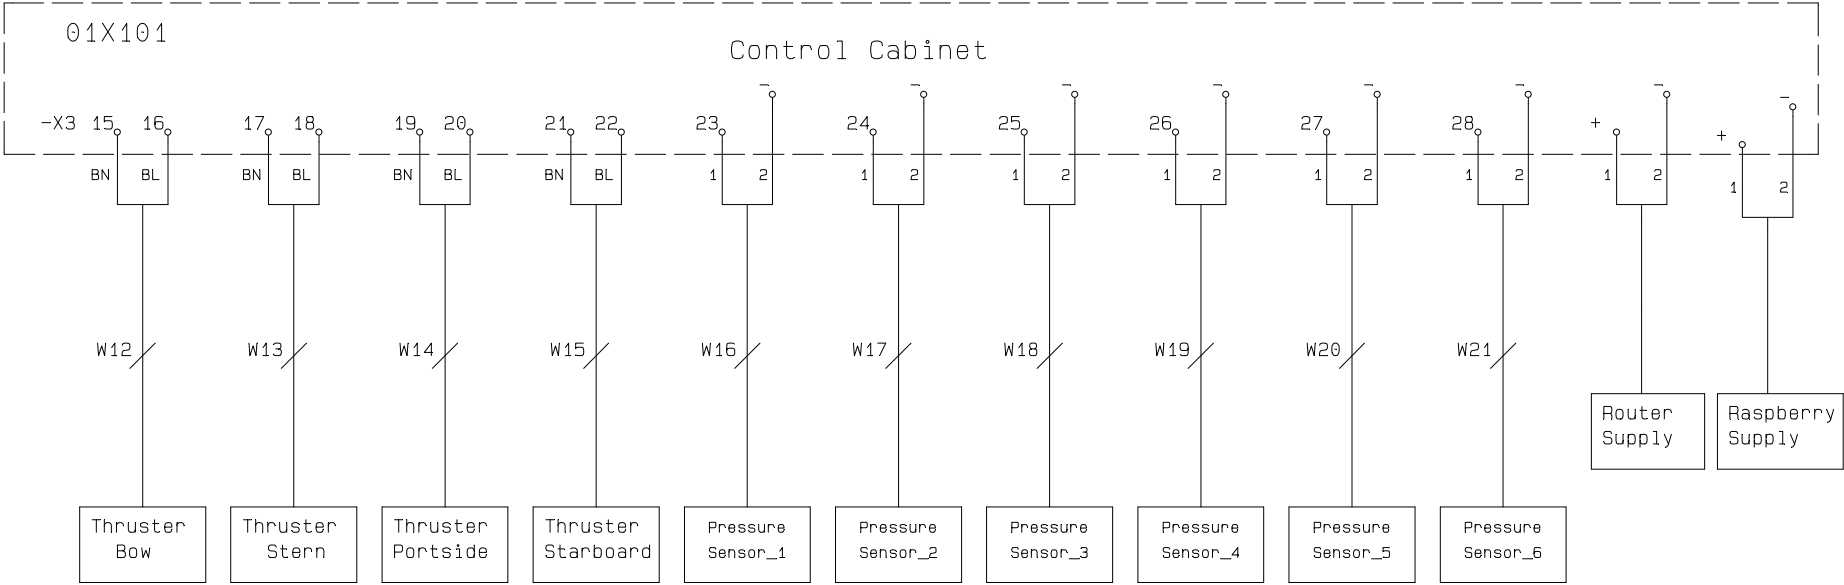 01X101
Control Cabinet
- - - - - - - -
-X3 15 16 17 18 19 20 21 22 23 24 25 26 27 28 + +
BN BL BN BL BN BL BN BL 1 2 1 2 1 2 1 2 1 2 1 2 1 2 1 2
W12 W13 W14 W15 W16 W17 W18 W19 W20 W21
Router Supply
Raspberry Supply
Thruster Bow
Thruster Stern
Thruster Portside
Thruster Starboard
Pressure Sensor_1
Pressure Sensor_2
Pressure Sensor_3
Pressure Sensor_4
Pressure Sensor_5
Pressure Sensor_6